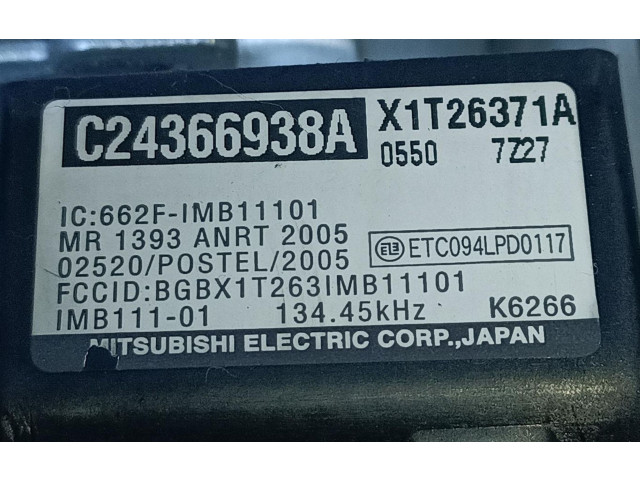 C24366938A X1T26371A
0550 7Z27
IC:662F-IMB11101
MR 1393 ANRT 2005
02520/POSTEL/2005 ETC094LPD0117
FCCID:BGBX1T263IMB11101
IMB111-01 134.45kHz K6266
MITSUBISHI ELECTRIC CORP.,JAPAN